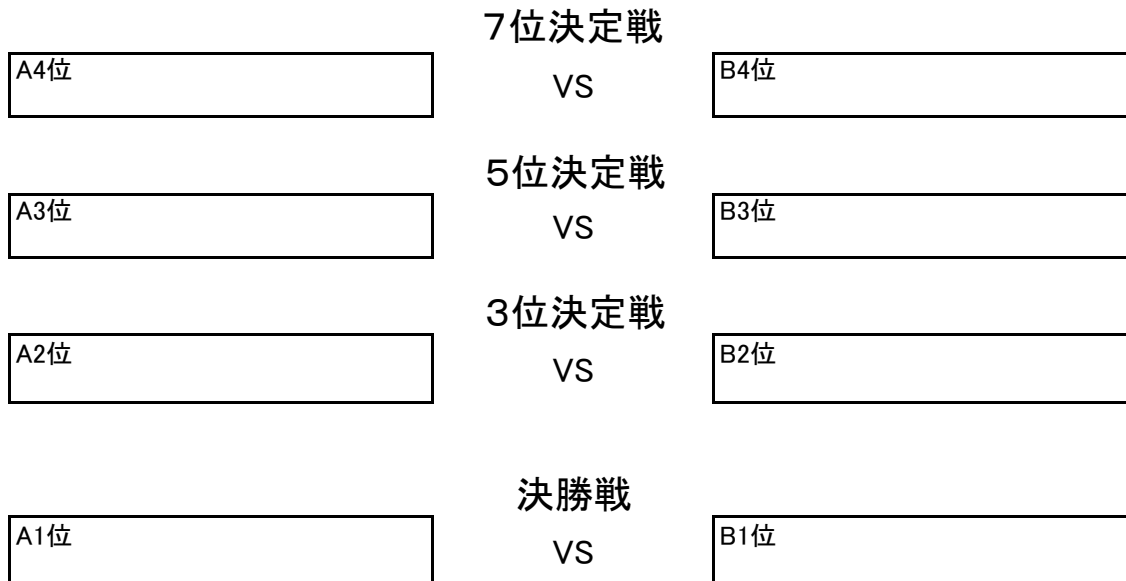 ７位決定戦
A4位 VS B4位
５位決定戦
A3位 VS B3位
３位決定戦
A2位 VS B2位
決勝戦
A1位 VS B1位